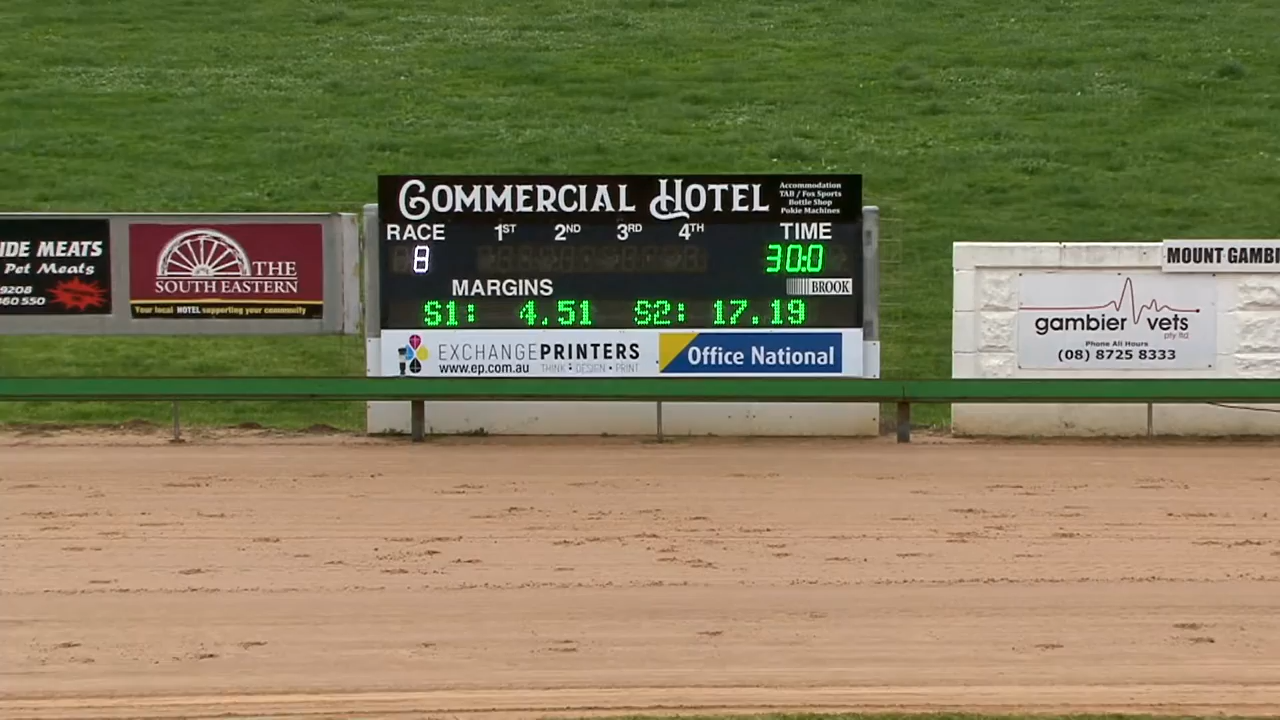 COMMERCIAL HOTEL
Accommodation
TAB / Fox Sports
Bottle Shop
Pokie Machines
RACE 1ST 2ND 3RD 4TH TIME
8 30:0
MARGINS BROOK
S1: 4.51 S2: 17.19
EXCHANGEPRINTERS
www.ep.com.au THINK • DESIGN • PRINT
Office National
IDE MEATS
Pet Meats
9208
060 550
THE
SOUTH EASTERN
Your local HOTEL supporting your community
MOUNT GAMBI
gambier vets
pty ltd
Phone All Hours
(08) 8725 8333